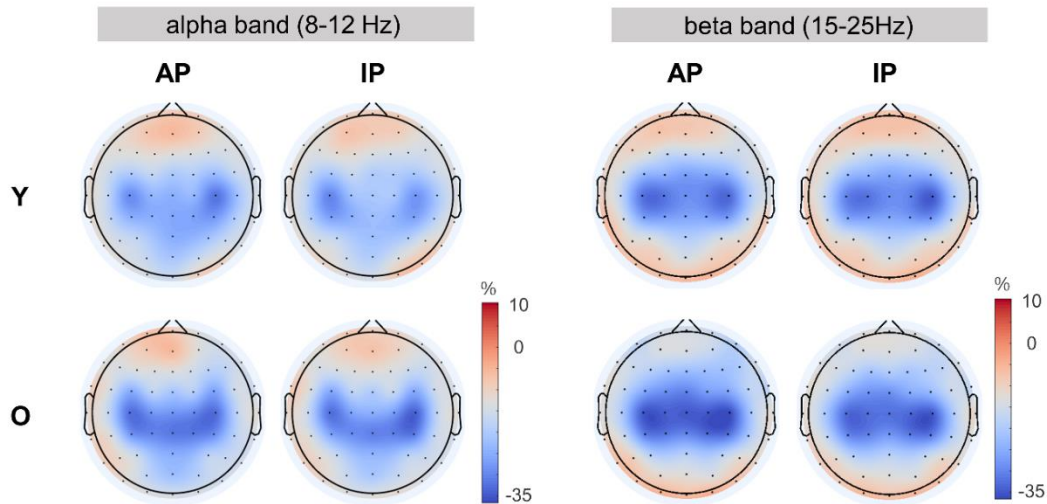 alpha band (8-12 Hz)
beta band (15-25Hz)
AP
IP
AP
IP
Y
%
10
0
-35
%
10
0
-35
O